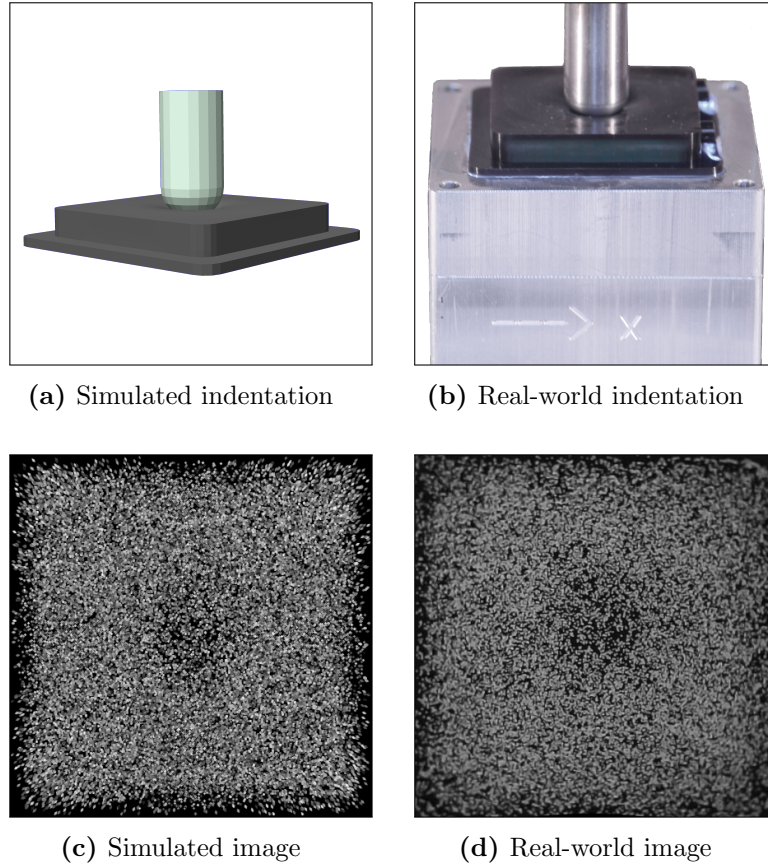 x
(a) Simulated indentation
(b) Real-world indentation
(c) Simulated image
(d) Real-world image